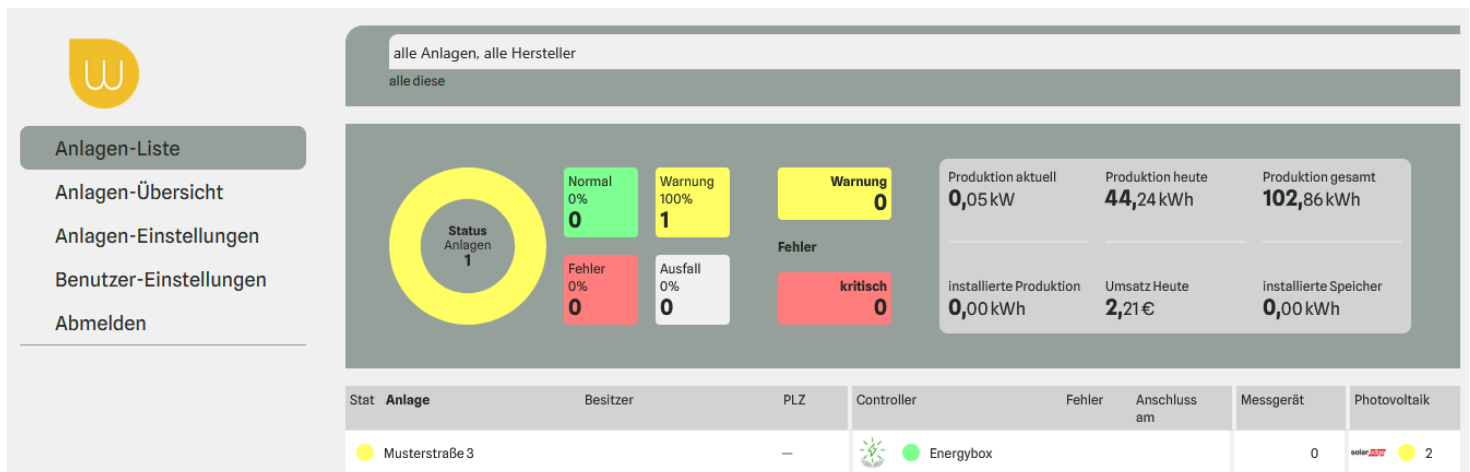 alle Anlagen, alle Hersteller
alle diese
Anlagen-Liste
Anlagen-Übersicht
Anlagen-Einstellungen
Benutzer-Einstellungen
Abmelden
Status
Anlagen
1
Normal
0%
0
Warnung
100%
1
Fehler
0%
0
Ausfall
0%
0
Warnung
0
Fehler
kritisch
0
Produktion aktuell
0,05 kW
Produktion heute
44,24 kWh
Produktion gesamt
102,86 kWh
installierte Produktion
0,00 kWh
Umsatz Heute
2,21 €
installierte Speicher
0,00 kWh
Stat Anlage Besitzer PLZ Controller Fehler Anschluss am Messgerät Photovoltaik
Musterstraße 3 — Energybox 0 solaredge 2